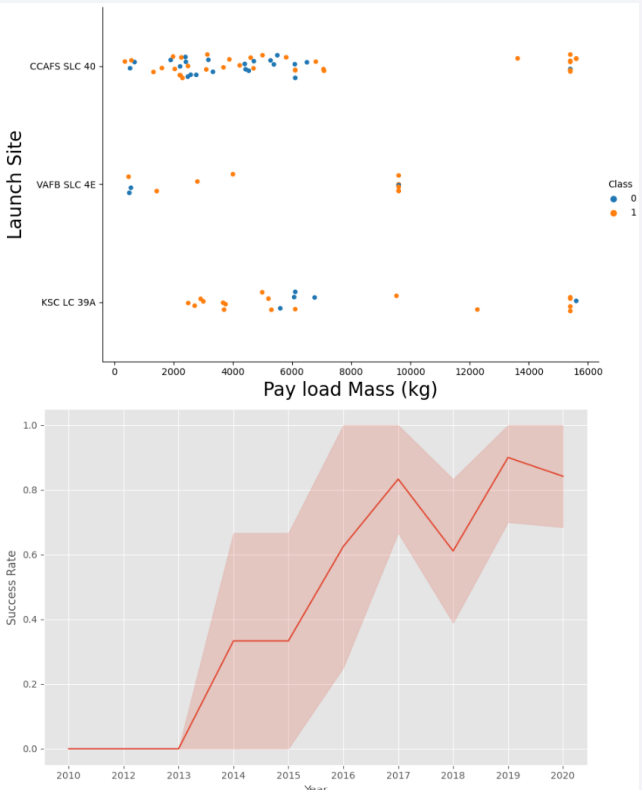 Launch Site
CCAFS SLC 40
VAFB SLC 4E
KSC LC 39A
Class
0
1
0 2000 4000 6000 8000 10000 12000 14000 16000
Pay load Mass (kg)
Success Rate
1.0
0.8
0.6
0.4
0.2
0.0
2010 2012 2013 2014 2015 2016 2017 2018 2019 2020
Year